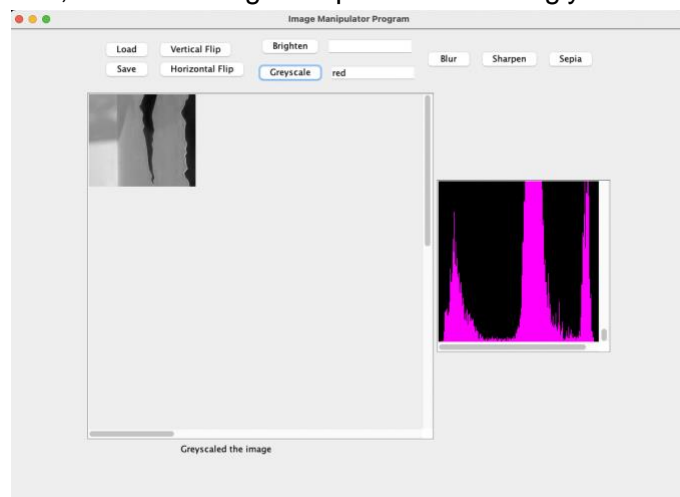 Image Manipulator Program
Load Vertical Flip Brighten
Blur Sharpen Sepia
Save Horizontal Flip Greyscale red
Greyscaled the image